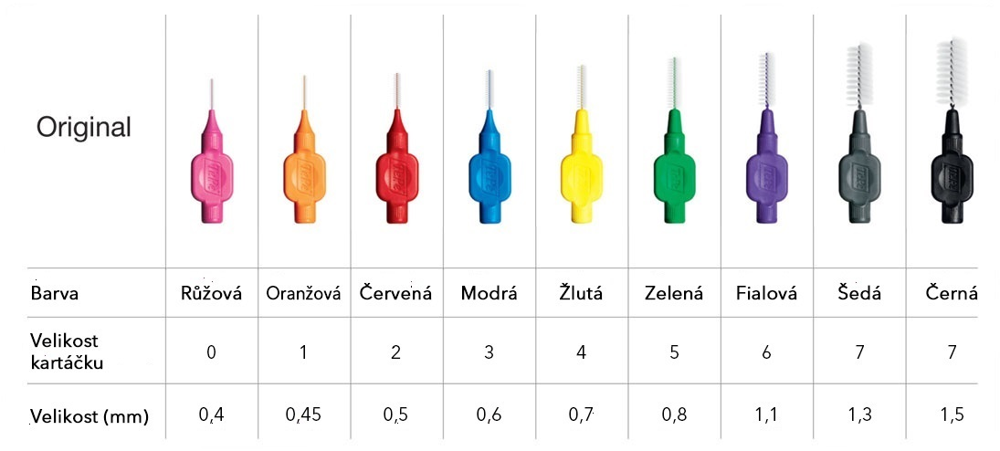 Original
Barva Růžová Oranžová Červená Modrá Žlutá Zelená Fialová Šedá Černá
Velikost
kartáčku 0 1 2 3 4 5 6 7 7
Velikost (mm) 0,4 0,45 0,5 0,6 0,7 0,8 1,1 1,3 1,5